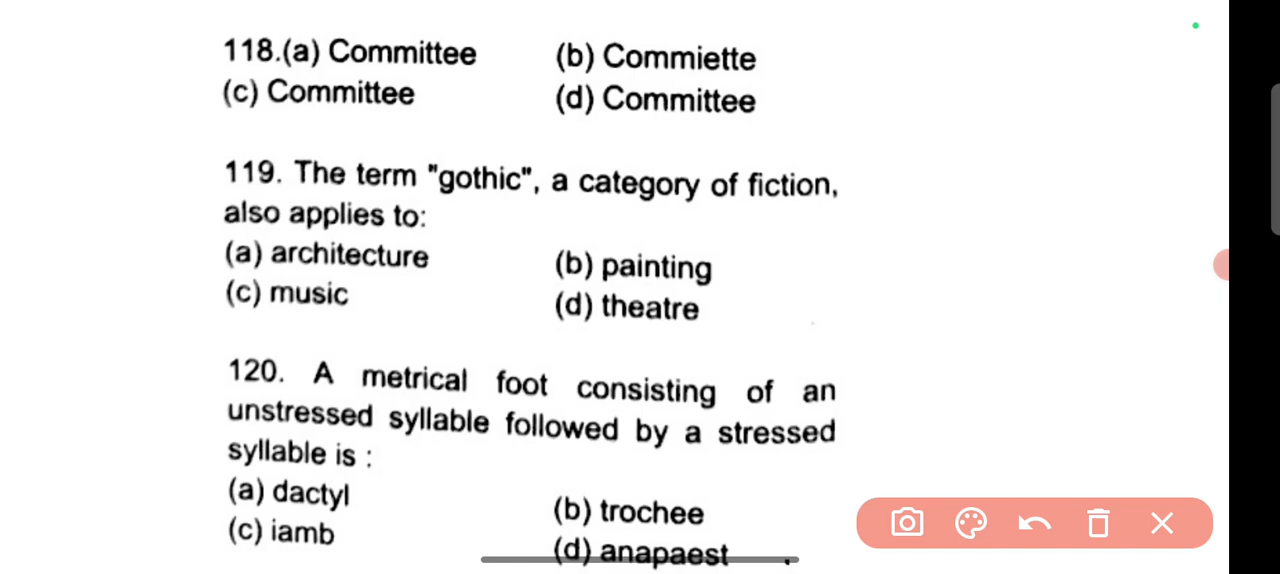 118.(a) Committee (b) Commiette
(c) Committee (d) Committee
119. The term "gothic", a category of fiction,
also applies to:
(a) architecture (b) painting
(c) music (d) theatre
120. A metrical foot consisting of an
unstressed syllable followed by a stressed
syllable is :
(a) dactyl (b) trochee
(c) iamb (d) anapaest